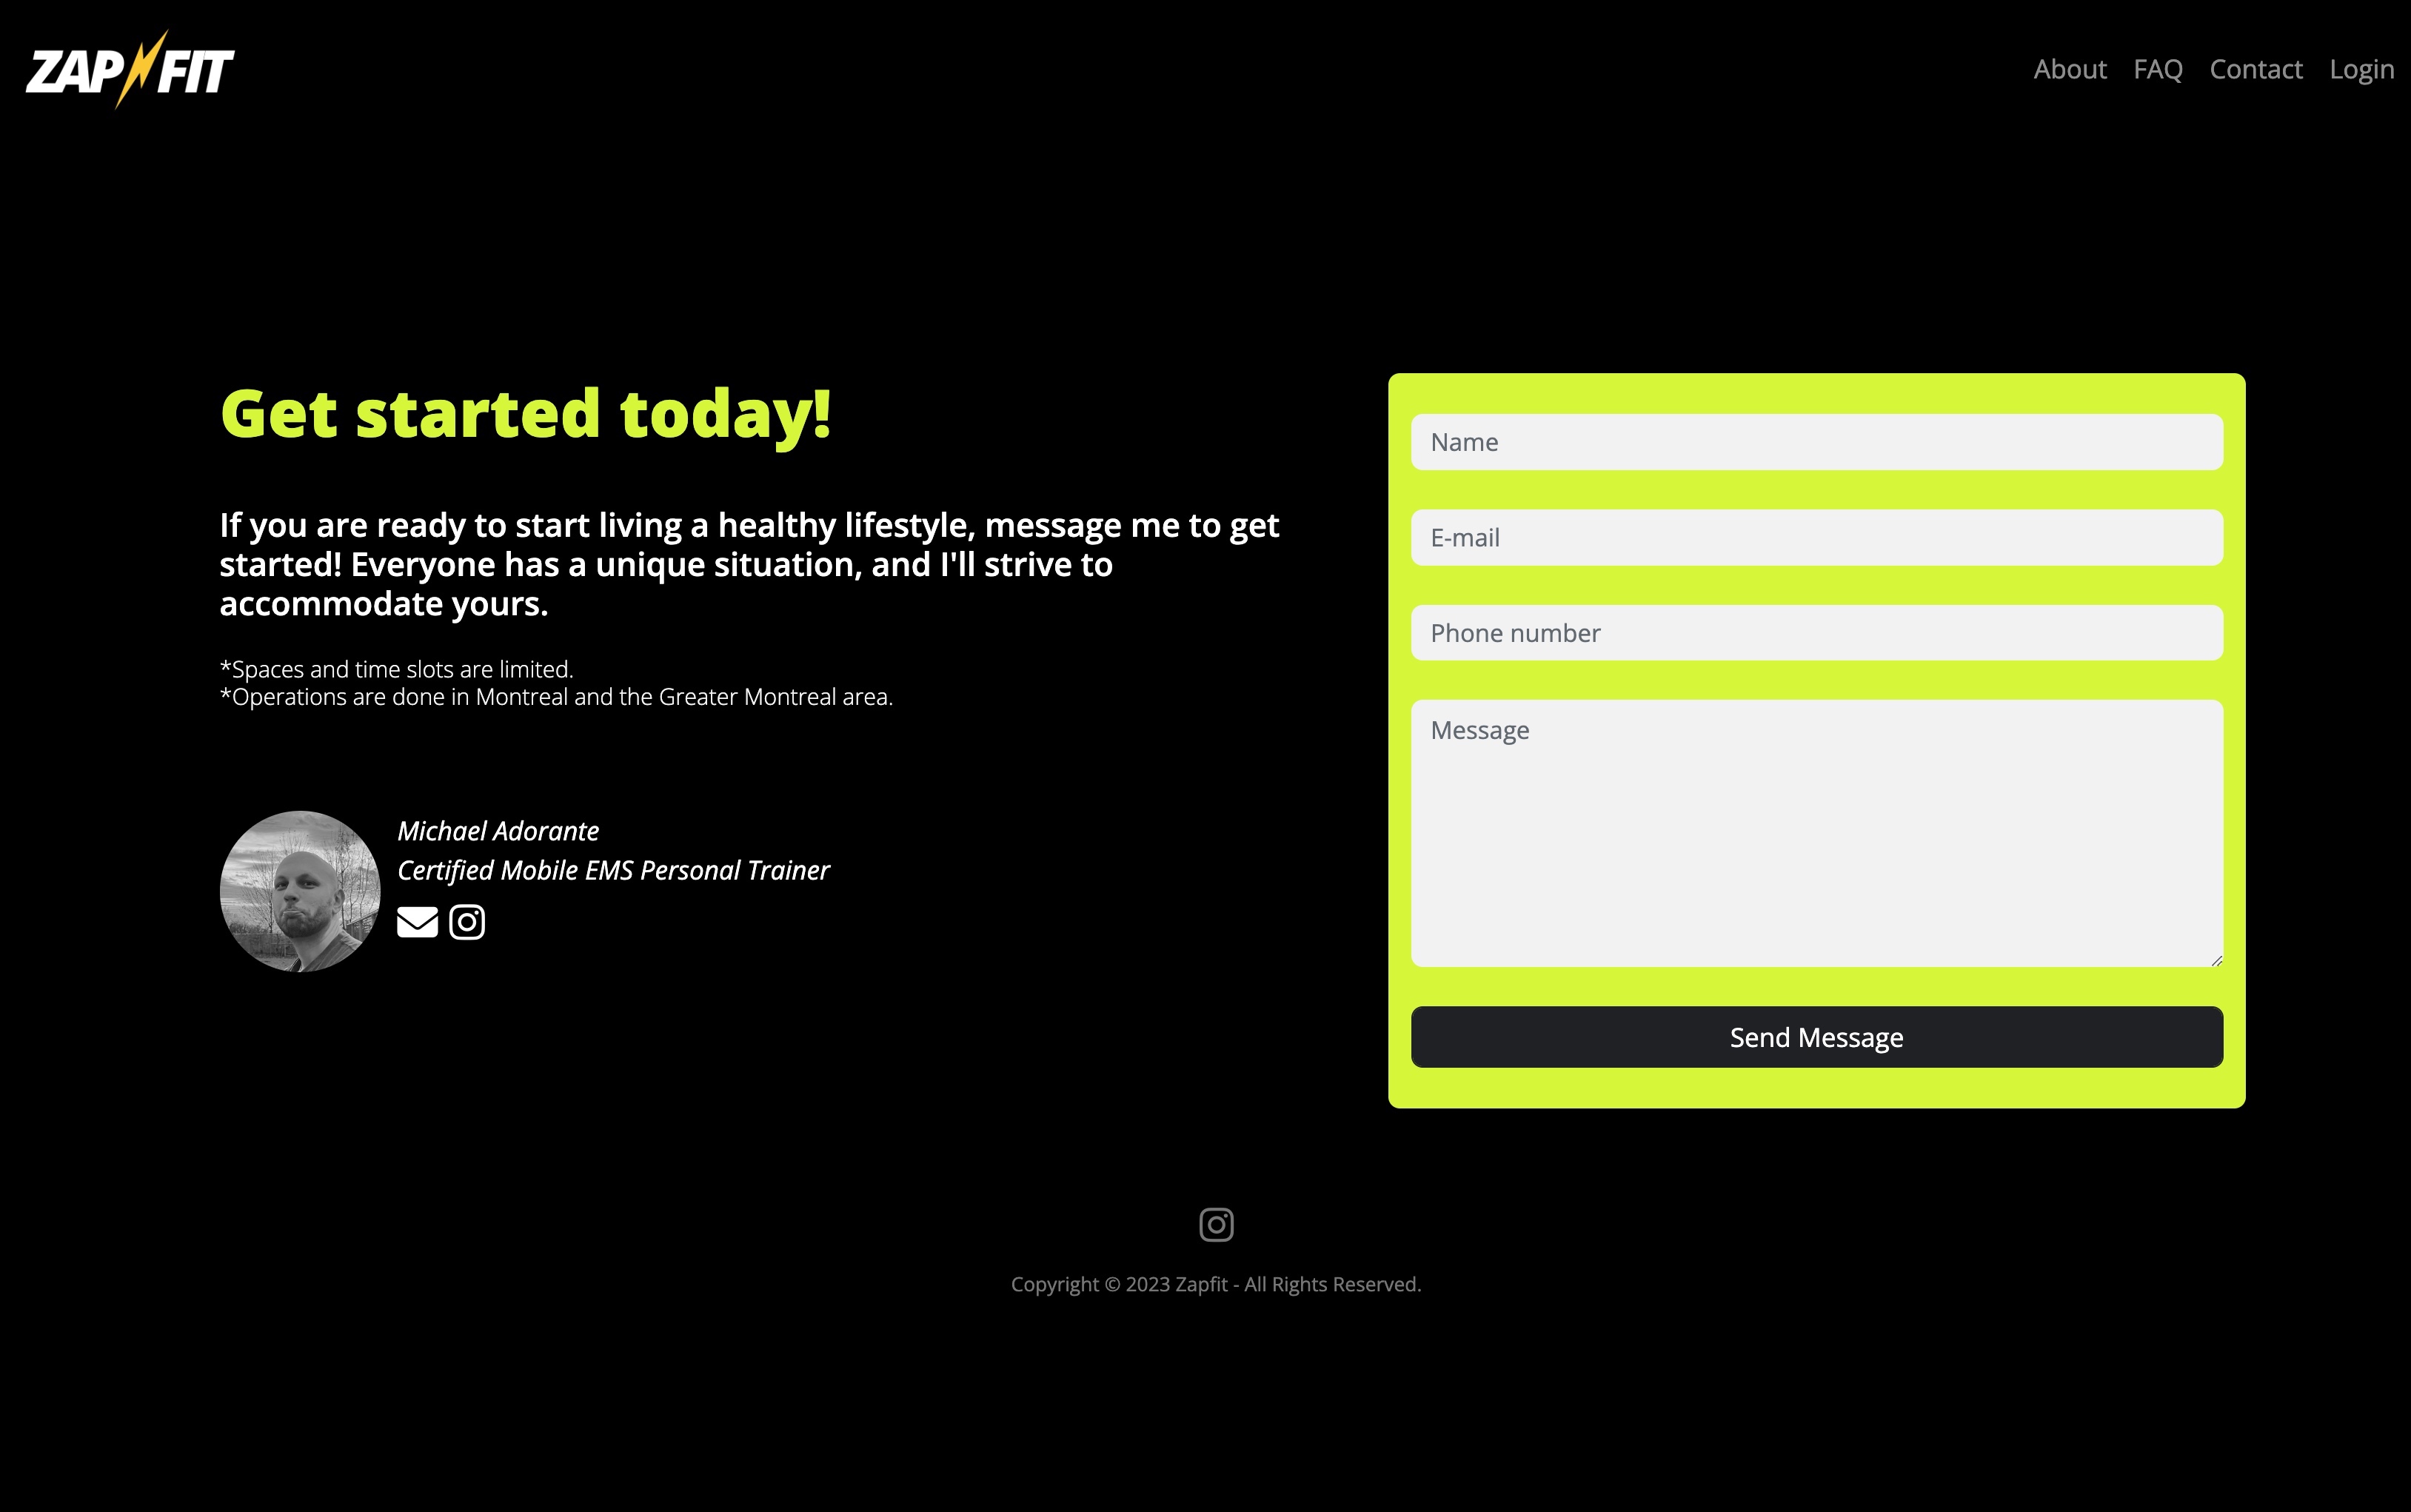 ZAP FIT
About FAQ Contact Login
Get started today!
If you are ready to start living a healthy lifestyle, message me to get
started! Everyone has a unique situation, and I'll strive to
accommodate yours.
*Spaces and time slots are limited.
*Operations are done in Montreal and the Greater Montreal area.
Michael Adorante
Certified Mobile EMS Personal Trainer
Name
E-mail
Phone number
Message
Send Message
Copyright © 2023 Zapfit - All Rights Reserved.